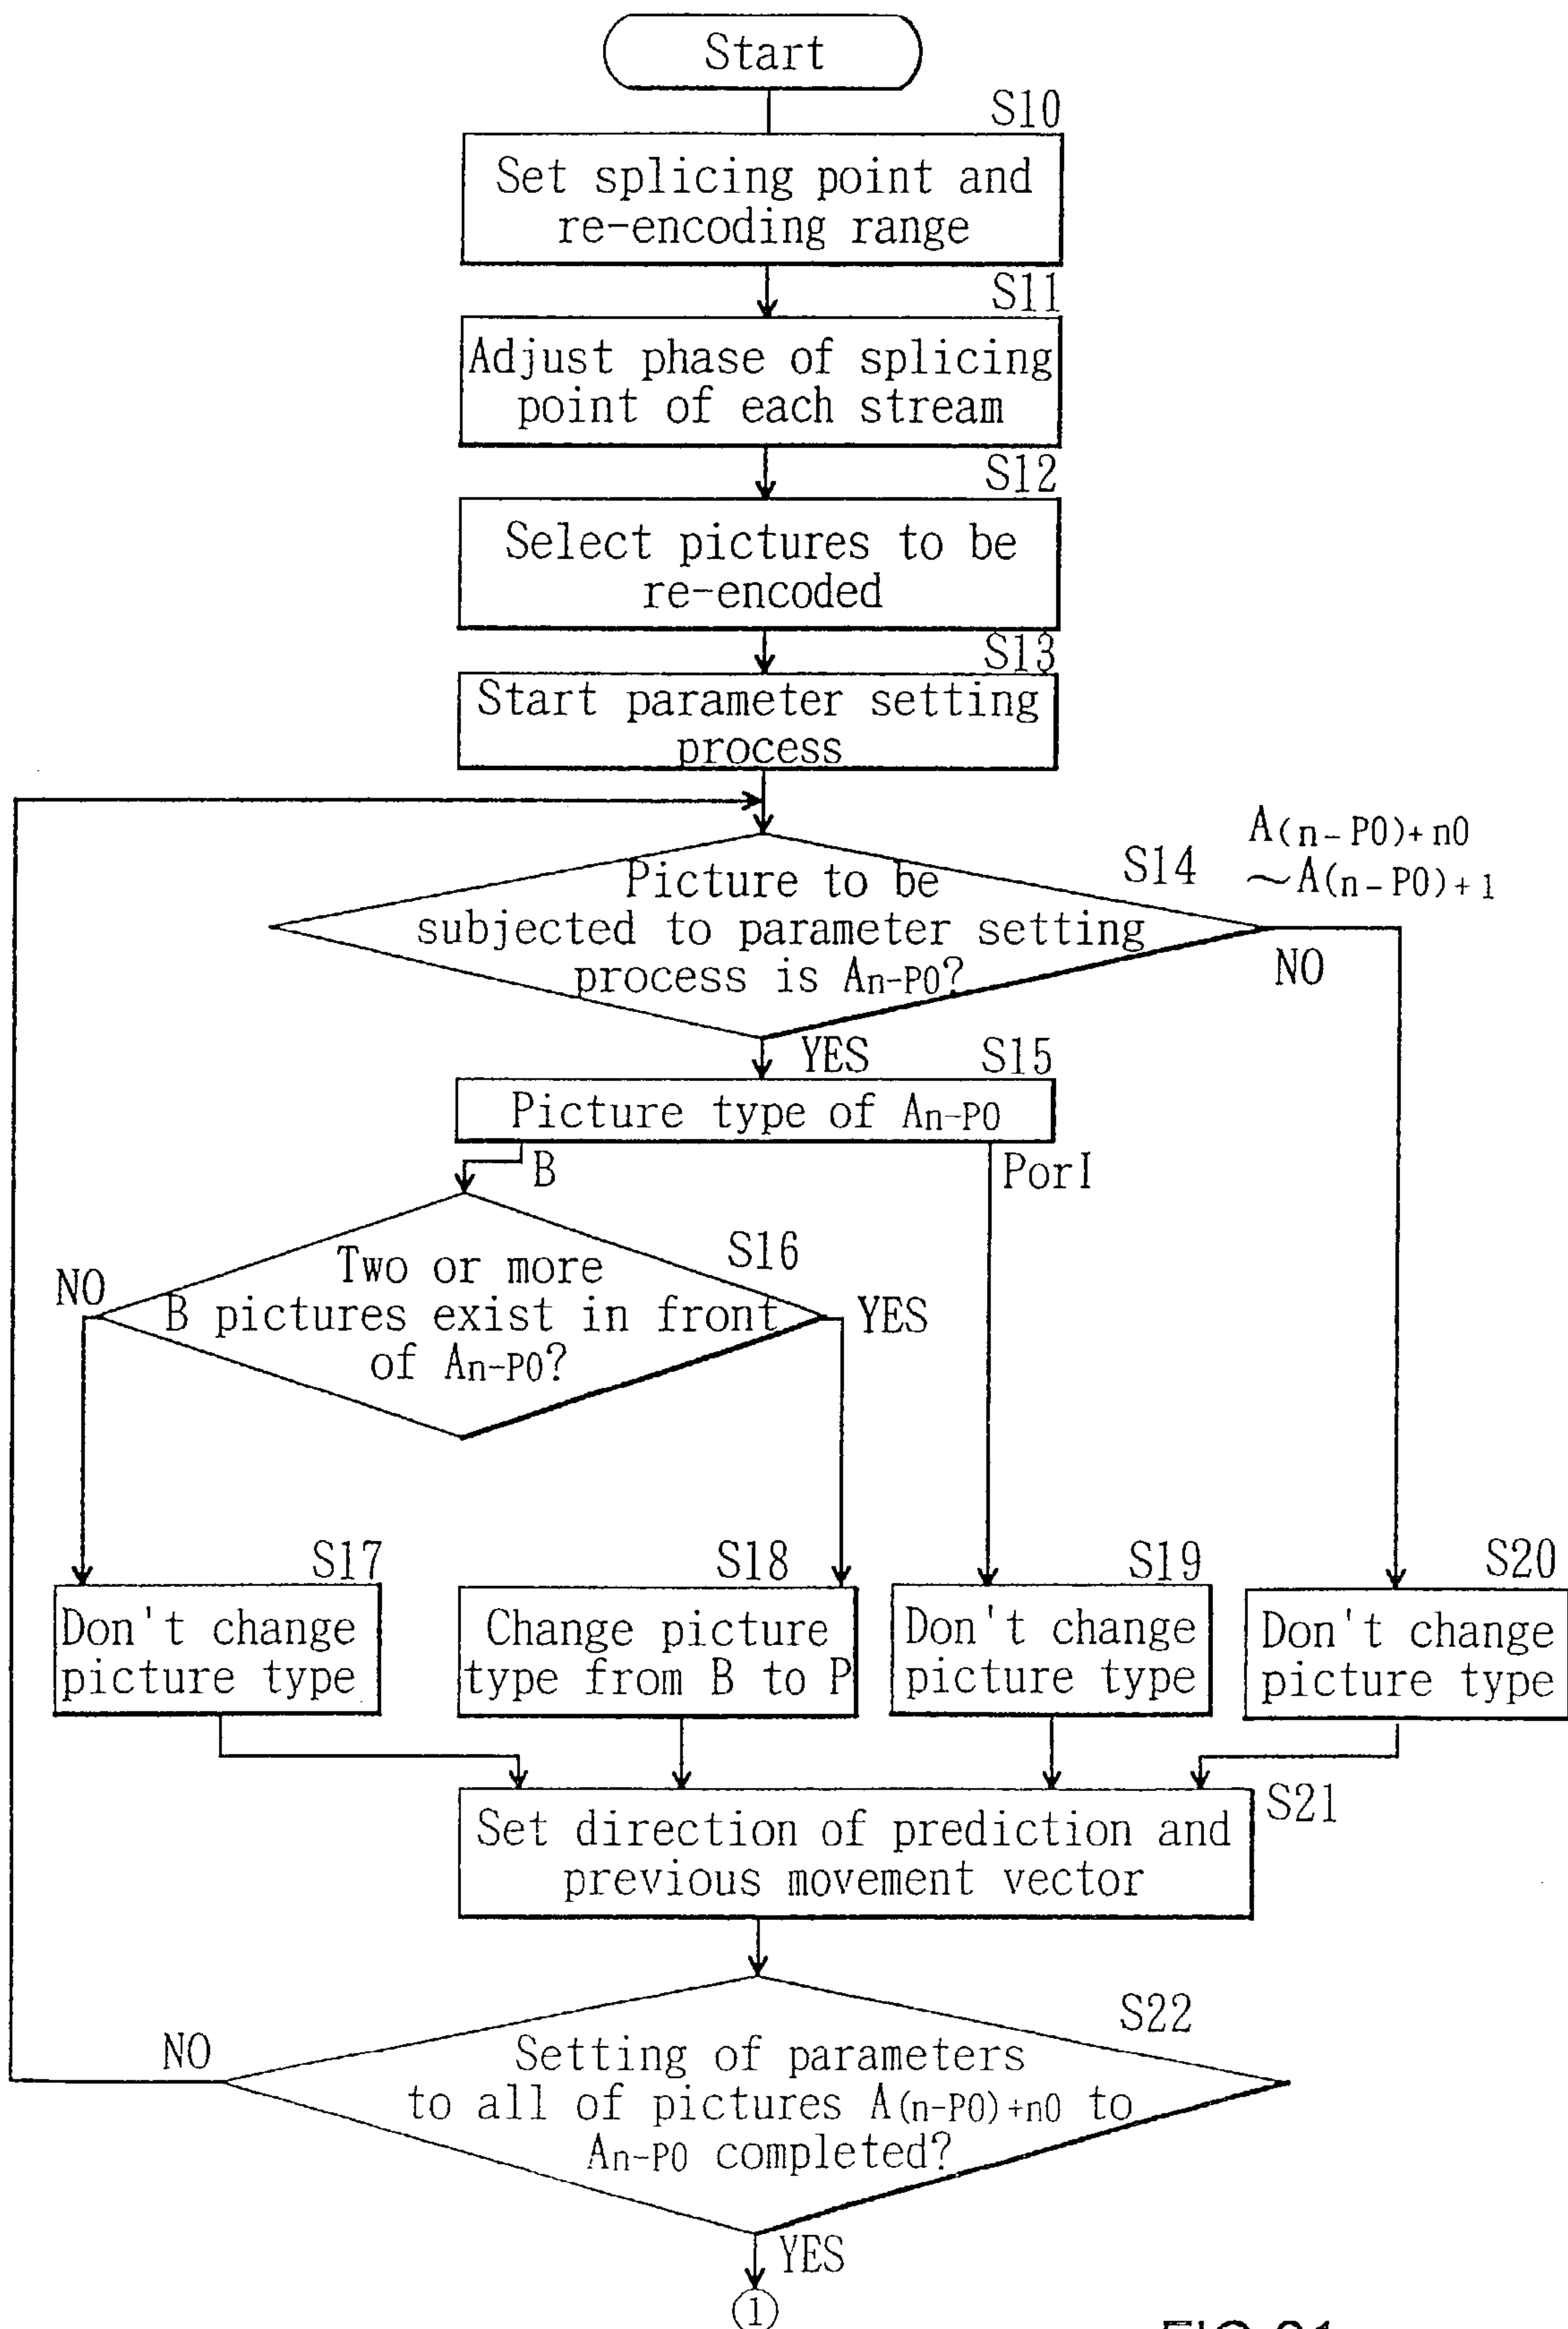 Start
S10
Set splicing point and
re-encoding range
S11
Adjust phase of splicing
point of each stream
S12
Select pictures to be
re-encoded
S13
Start parameter setting
process
A(n-P0)+n0
~A(n-P0)+1
S14
Picture to be
subjected to parameter setting
process is An-P0?
NO
YES
S15
Picture type of An-P0
B
PorI
S16
Two or more
B pictures exist in front
of An-P0?
NO
YES
S17
Don't change
picture type
S18
Change picture
type from B to P
S19
Don't change
picture type
S20
Don't change
picture type
S21
Set direction of prediction and
previous movement vector
S22
Setting of parameters
to all of pictures A(n-P0)+n0 to
An-P0 completed?
NO
YES
①